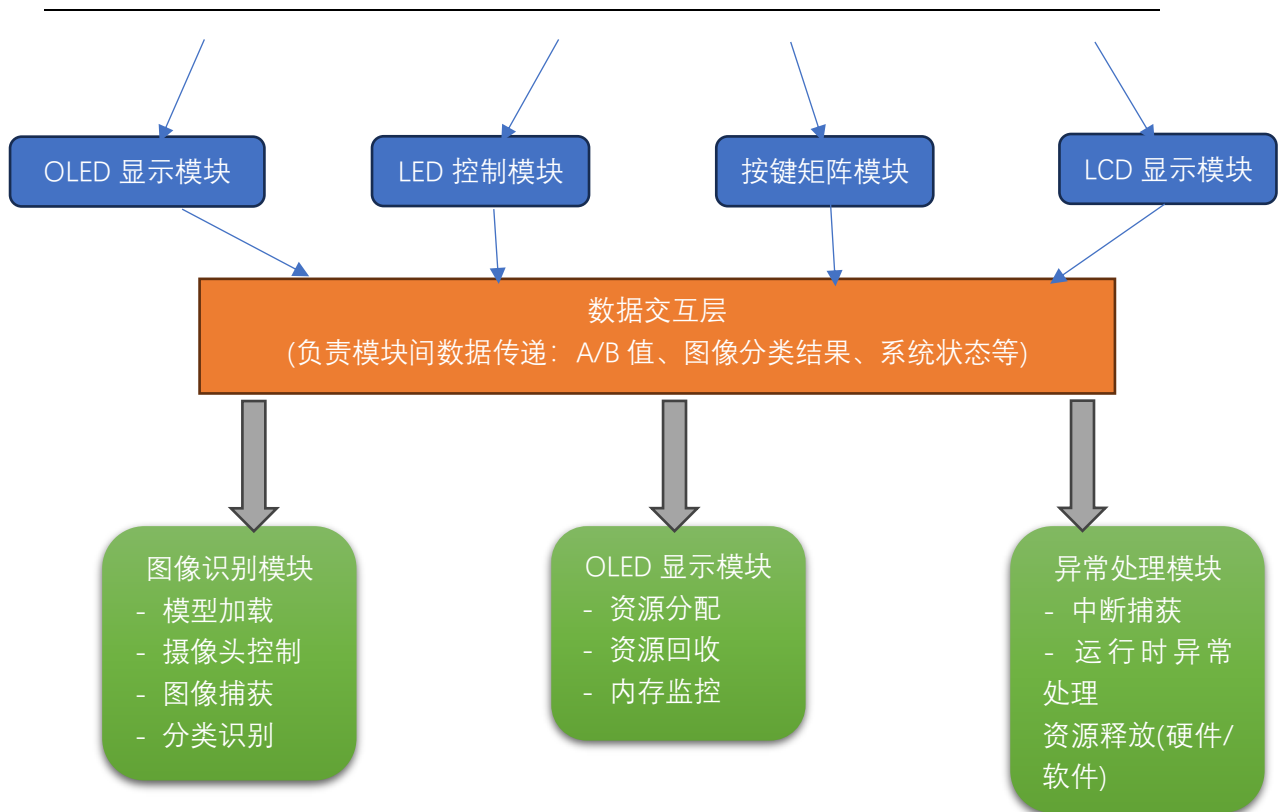 OLED 显示模块
LED 控制模块
按键矩阵模块
LCD 显示模块
数据交互层
(负责模块间数据传递：A/B 值、图像分类结果、系统状态等)
图像识别模块
- 模型加载
- 摄像头控制
- 图像捕获
- 分类识别
OLED 显示模块
- 资源分配
- 资源回收
- 内存监控
异常处理模块
- 中断捕获
- 运行时异常
处理
资源释放(硬件/
软件)